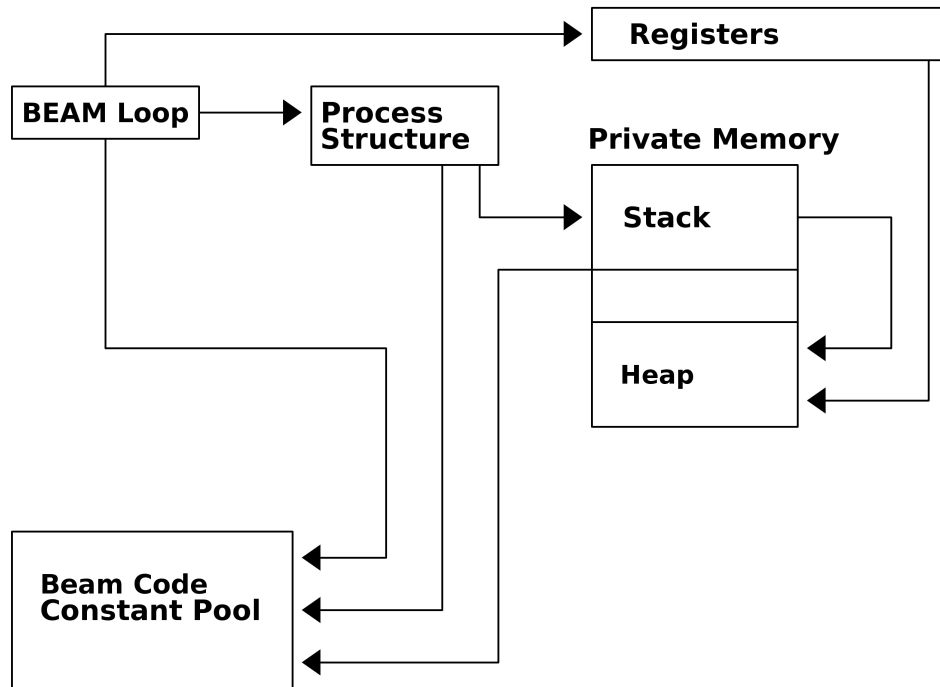 Registers
BEAM Loop
Process
Structure
Private Memory
Stack
Heap
Beam Code
Constant Pool